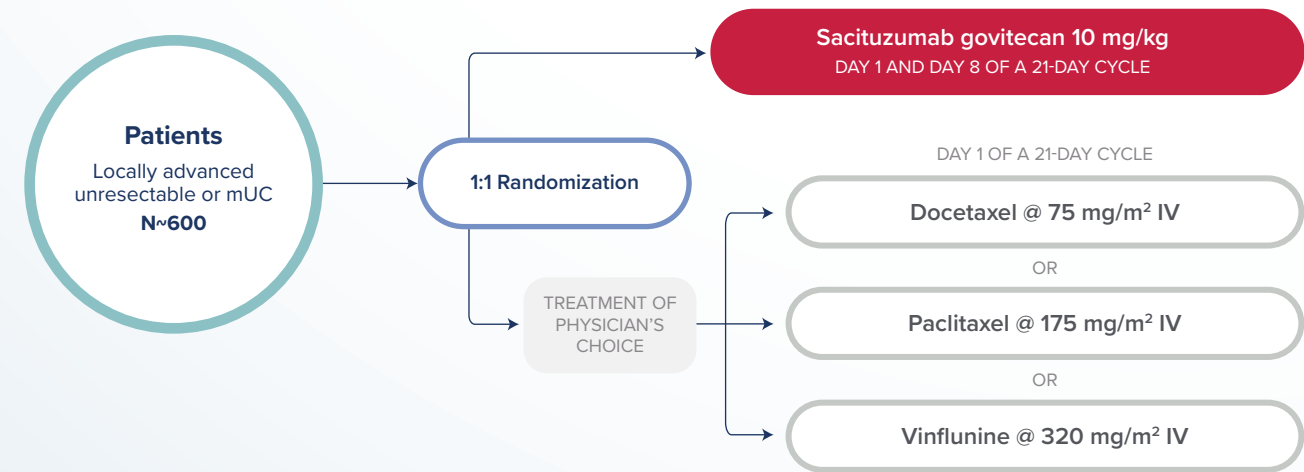 Patients
Locally advanced
unresectable or mUC
N~600
1:1 Randomization
Sacituzumab govitecan 10 mg/kg
DAY 1 AND DAY 8 OF A 21-DAY CYCLE
TREATMENT OF
PHYSICIAN’S
CHOICE
DAY 1 OF A 21-DAY CYCLE
Docetaxel @ 75 mg/m² IV
OR
Paclitaxel @ 175 mg/m² IV
OR
Vinflunine @ 320 mg/m² IV